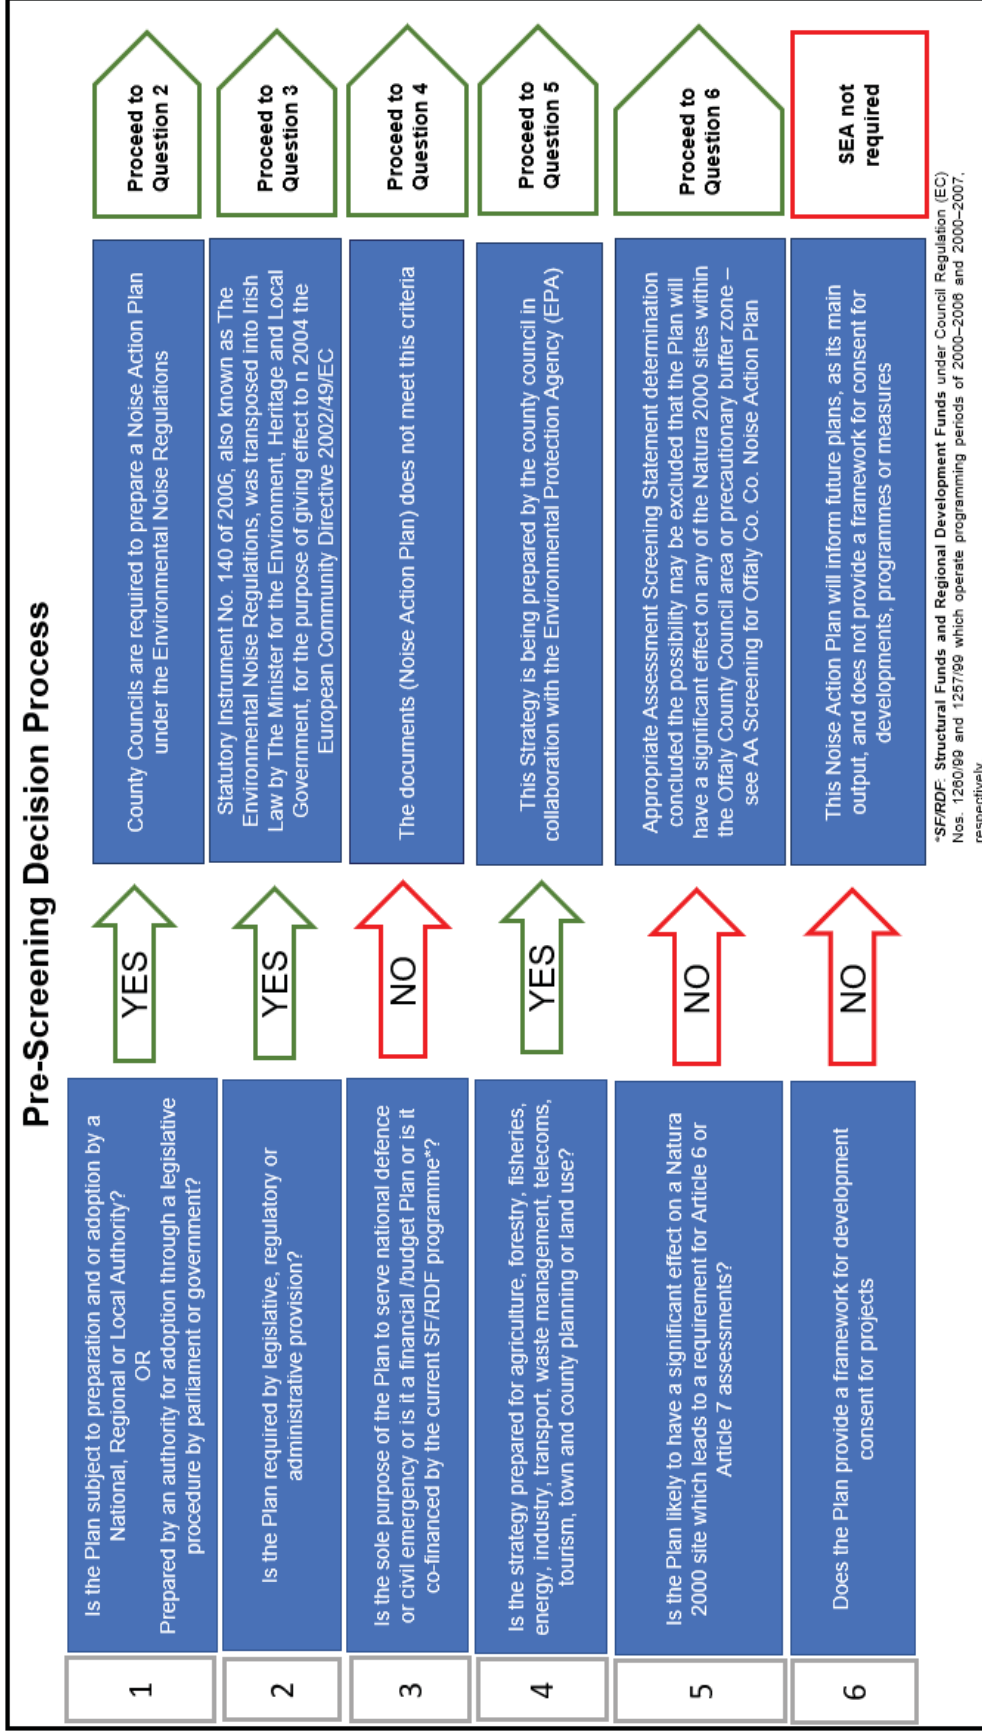 Pre-Screening Decision Process
1
Is the Plan subject to preparation and or adoption by a
National, Regional or Local Authority?
OR
Prepared by an authority for adoption through a legislative
procedure by parliament or government?
YES
County Councils are required to prepare a Noise Action Plan
under the Environmental Noise Regulations
Proceed to
Question 2
2
Is the Plan required by legislative, regulatory or
administrative provision?
YES
Statutory Instrument No. 140 of 2006, also known as The
Environmental Noise Regulations, was transposed into Irish
Law by The Minister for the Environment, Heritage and Local
Government, for the purpose of giving effect to n 2004 the
European Community Directive 2002/49/EC
Proceed to
Question 3
3
Is the sole purpose of the Plan to serve national defence
or civil emergency or is it a financial /budget Plan or is it
co-financed by the current SF/RDF programme*?
NO
The documents (Noise Action Plan) does not meet this criteria
Proceed to
Question 4
4
Is the strategy prepared for agriculture, forestry, fisheries,
energy, industry, transport, waste management, telecoms,
tourism, town and county planning or land use?
YES
This Strategy is being prepared by the county council in
collaboration with the Environmental Protection Agency (EPA)
Proceed to
Question 5
5
Is the Plan likely to have a significant effect on a Natura
2000 site which leads to a requirement for Article 6 or
Article 7 assessments?
NO
Appropriate Assessment Screening Statement determination
concluded the possibility may be excluded that the Plan will
have a significant effect on any of the Natura 2000 sites within
the Offaly County Council area or precautionary buffer zone –
see AA Screening for Offaly Co. Co. Noise Action Plan
Proceed to
Question 6
6
Does the Plan provide a framework for development
consent for projects
NO
This Noise Action Plan will inform future plans, as its main
output, and does not provide a framework for consent for
developments, programmes or measures
SEA not
required
*SF/RDF: Structural Funds and Regional Development Funds under Council Regulation (EC)
Nos. 1260/99 and 1257/99 which operate programming periods of 2000–2006 and 2000–2007,
respectively